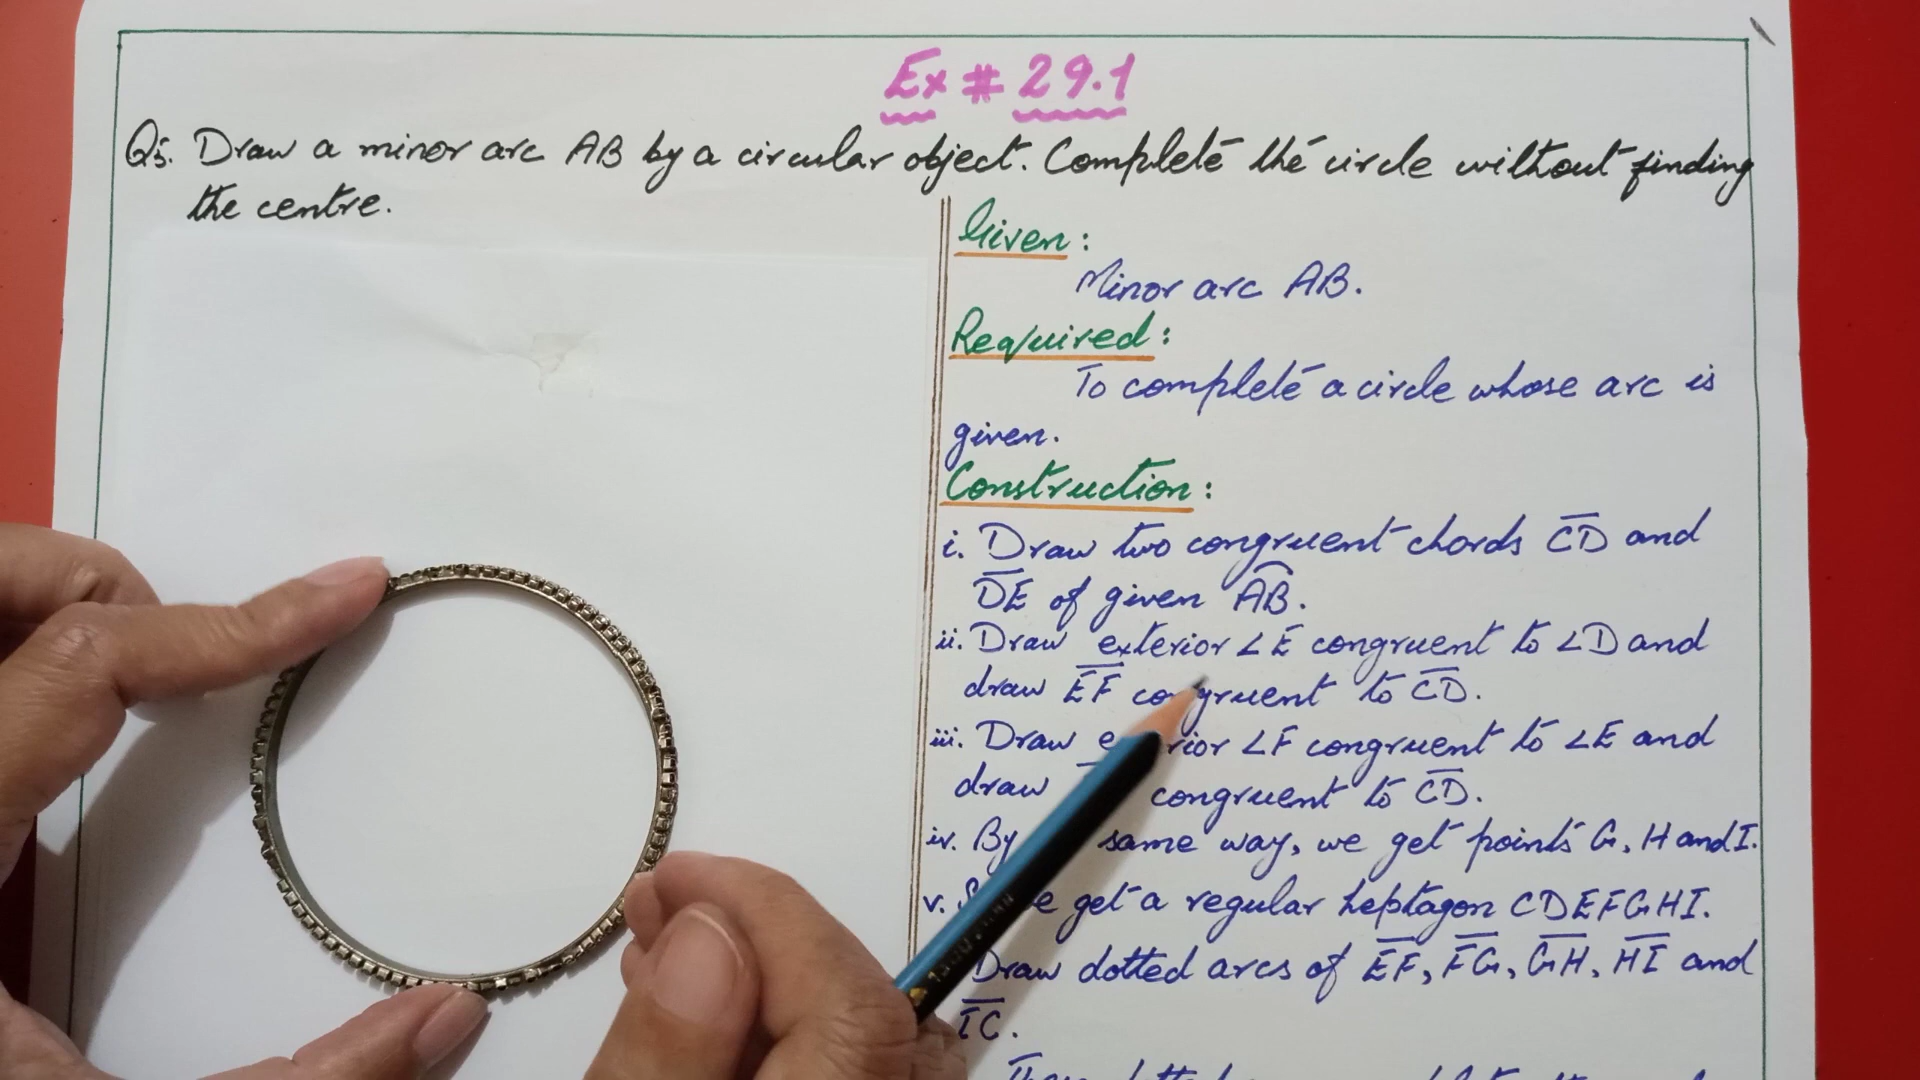 Ex # 29.1
Q5. Draw a minor arc AB by a circular object. Complete the circle without finding
the centre.
Given:
Minor arc AB.
Required:
To complete a circle whose arc is
given.
Construction:
i. Draw two congruent chords CD and
DE of given AB.
ii. Draw exterior ∠E congruent to ∠D and
draw EF congruent to CD.
iii. Draw ∠F congruent to ∠E and
draw congruent to CD.
iv. By same way, we get points G, H and I.
v. get a regular heptagon CDEFGHI.
Draw dotted arcs of EF, FG, GH, HI and
IC.